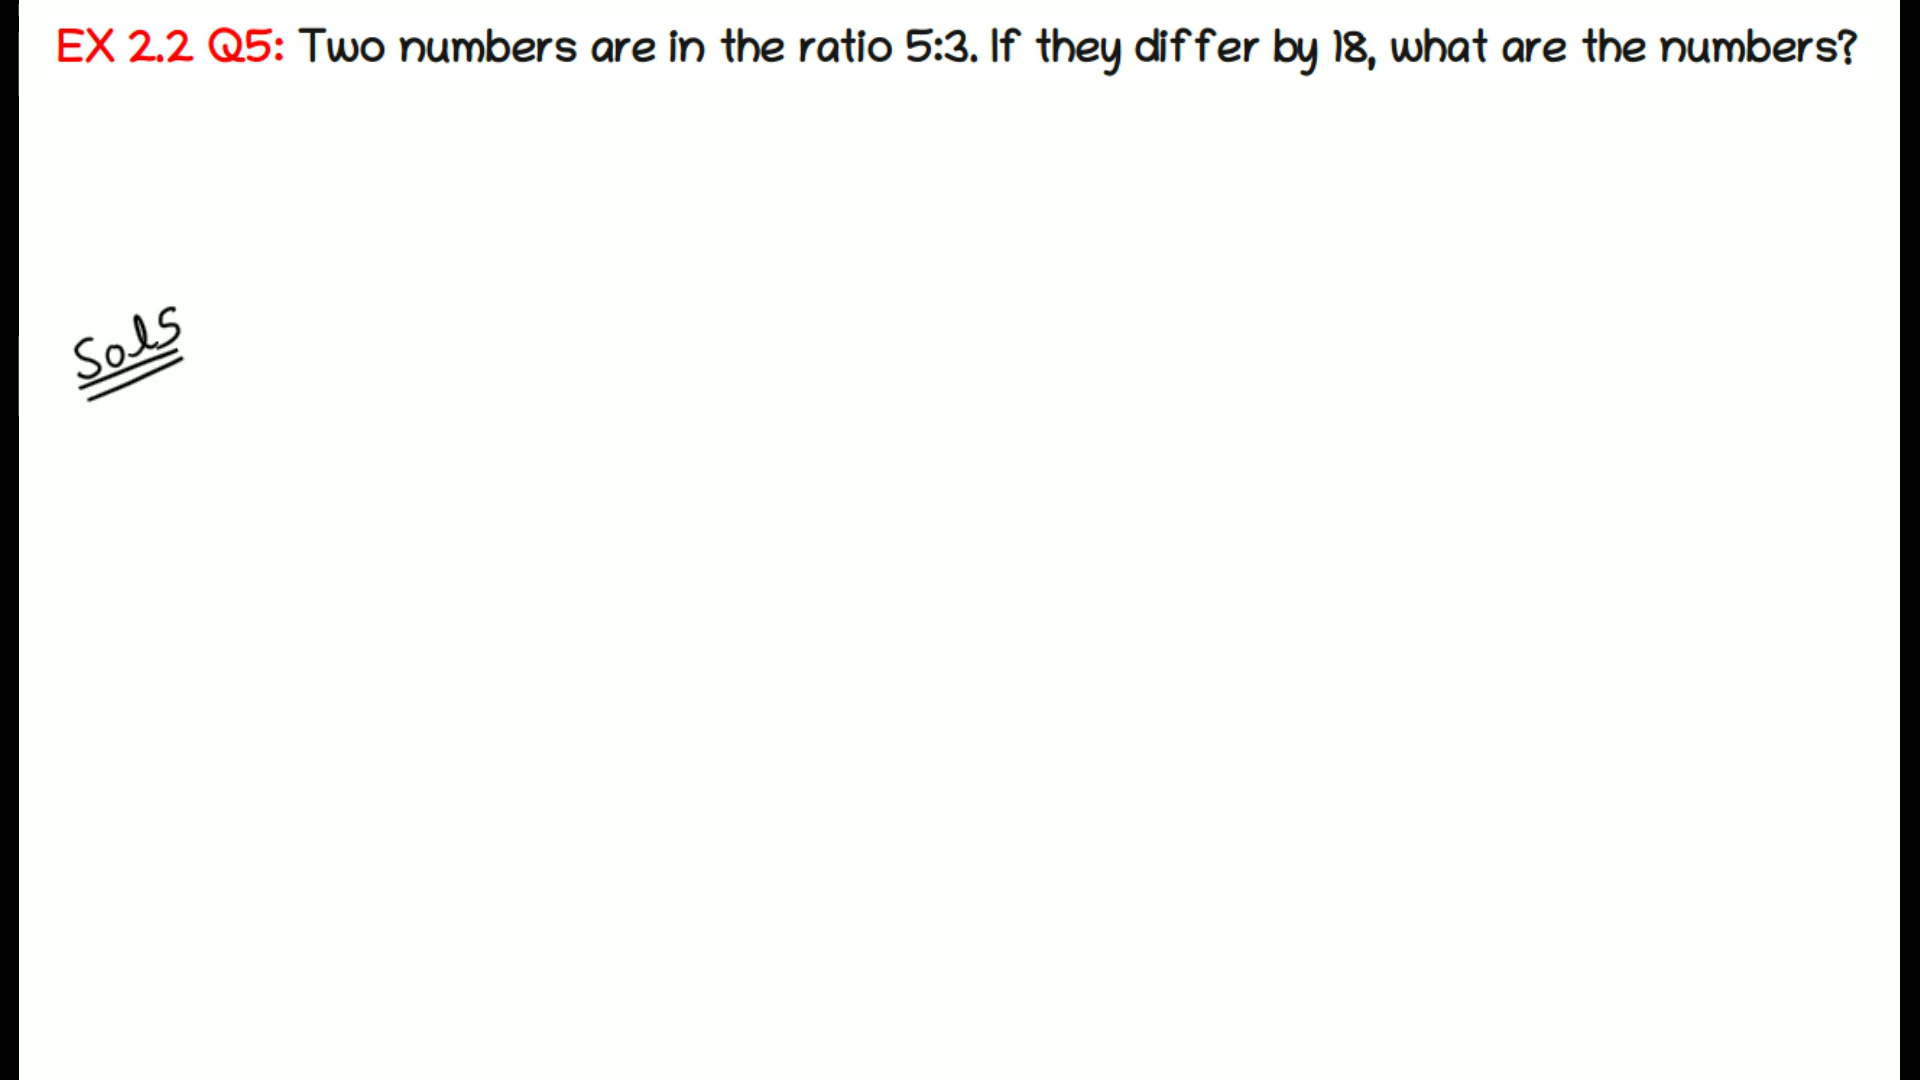 EX 2.2 Q5: Two numbers are in the ratio 5:3. If they differ by 18, what are the numbers?
Sols